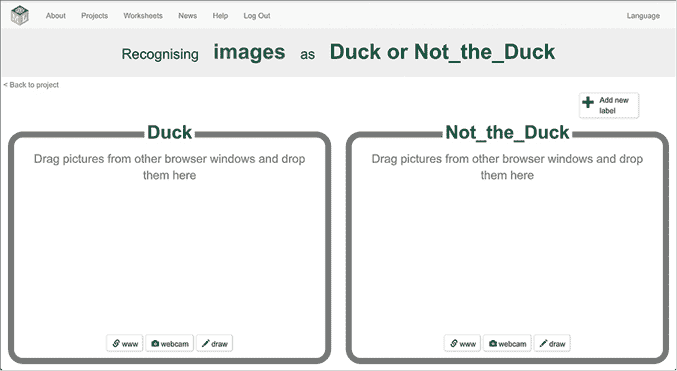 About Projects Worksheets News Help Log Out Language
Recognising images as Duck or Not_the_Duck
< Back to project
Add new
label
Duck
Drag pictures from other browser windows and drop
them here
www webcam draw
Not_the_Duck
Drag pictures from other browser windows and drop
them here
www webcam draw